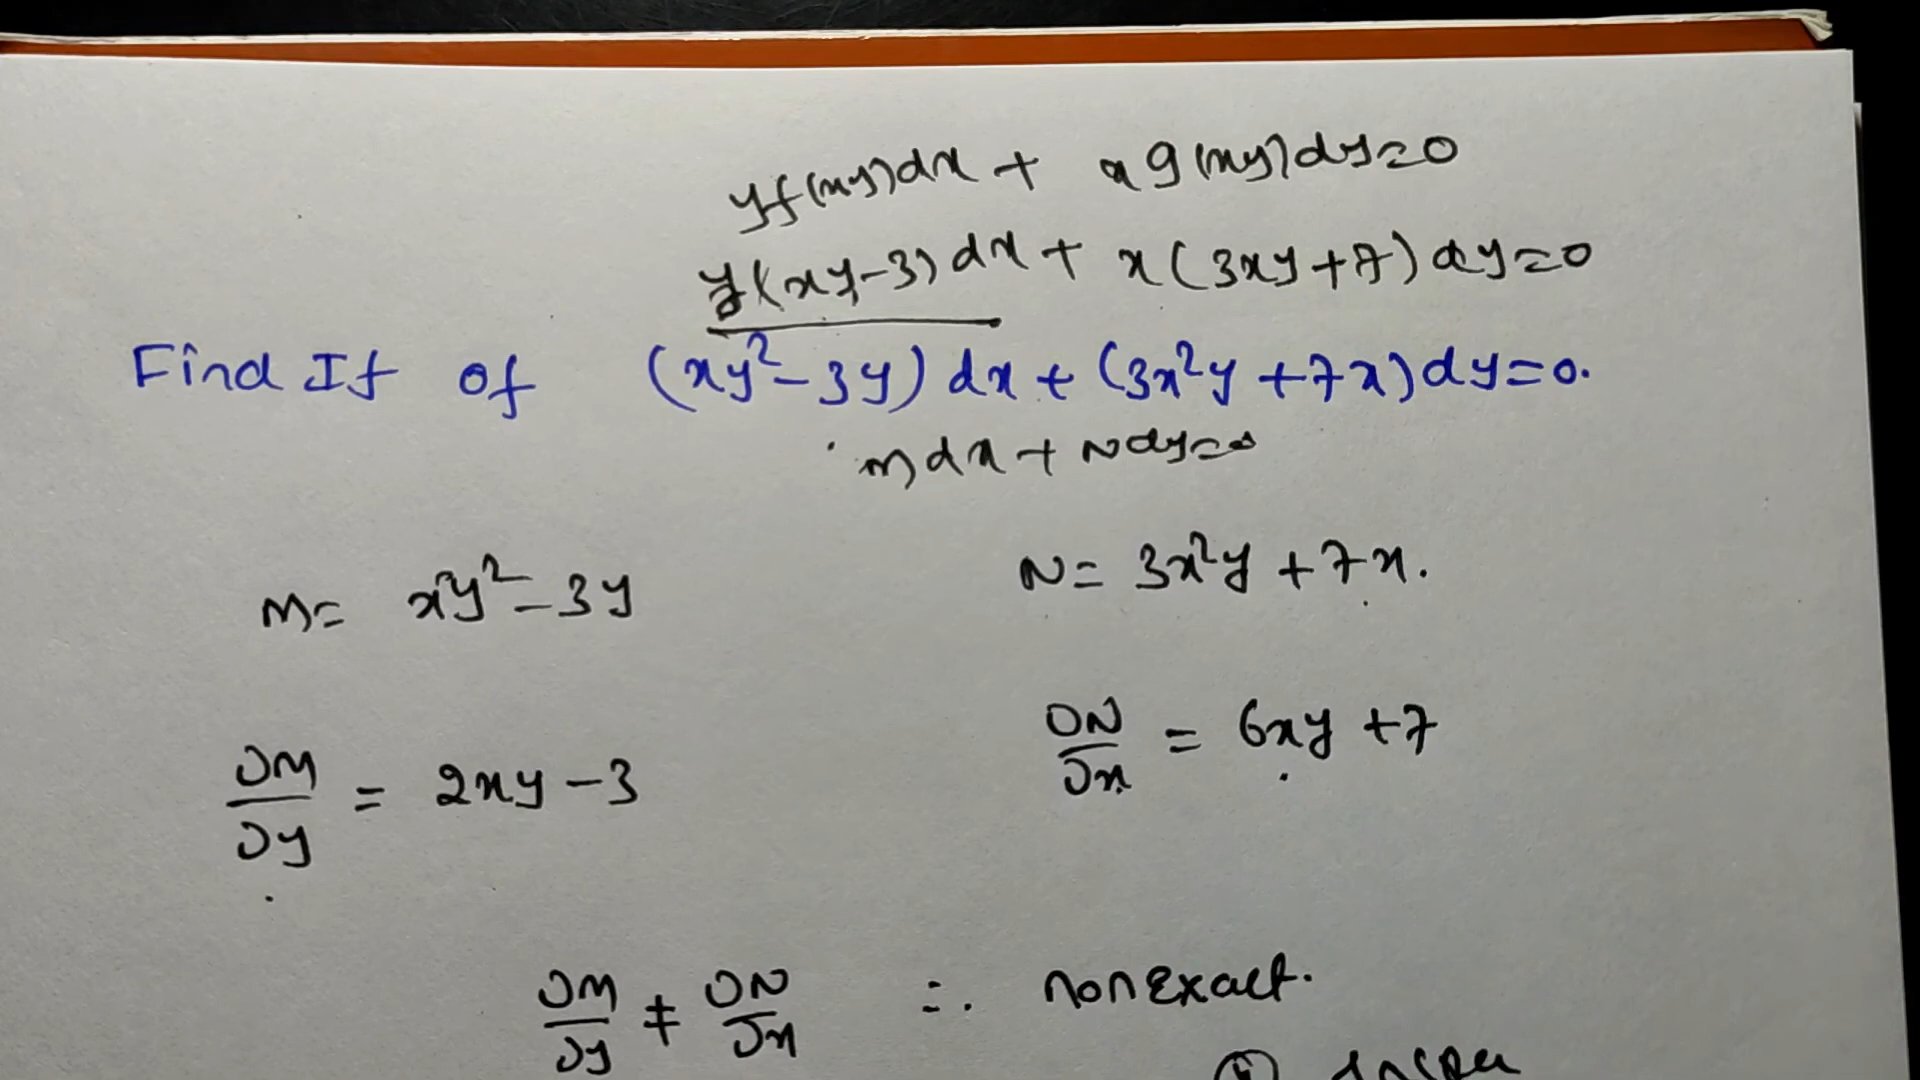 yf(xy)dx + xg(xy)dy=0
y(xy-3)dx + x(3xy+7)dy=0
Find If of (xy²-3y)dx+(3x²y+7x)dy=0.
mdx+Ndy=0
m= xy²-3y N= 3x²y+7x.
∂M/∂y = 2xy-3 ∂N/∂x = 6xy+7
∂M/∂y ≠ ∂N/∂x ∴ nonExact.